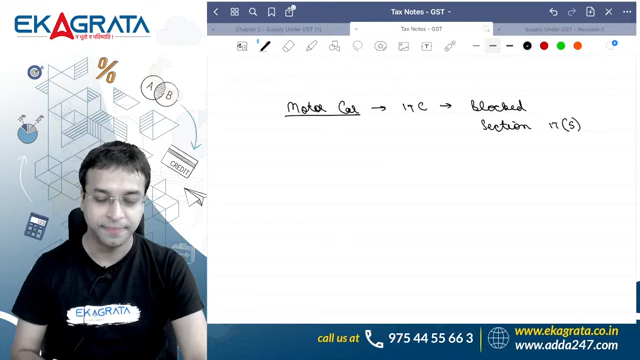 EKAGRATA
Tax Notes - GST
Chapter 2 - Supply Under GST (1)
Tax Notes - GST
Supply Under GST - Revision-1
Motor Car → ITC → Blocked
Section 17(5)
A
B
%
CREDIT
EKAGRATA
call us at
975 44 55 66 3
www.ekagrata.co.in
www.adda247.com